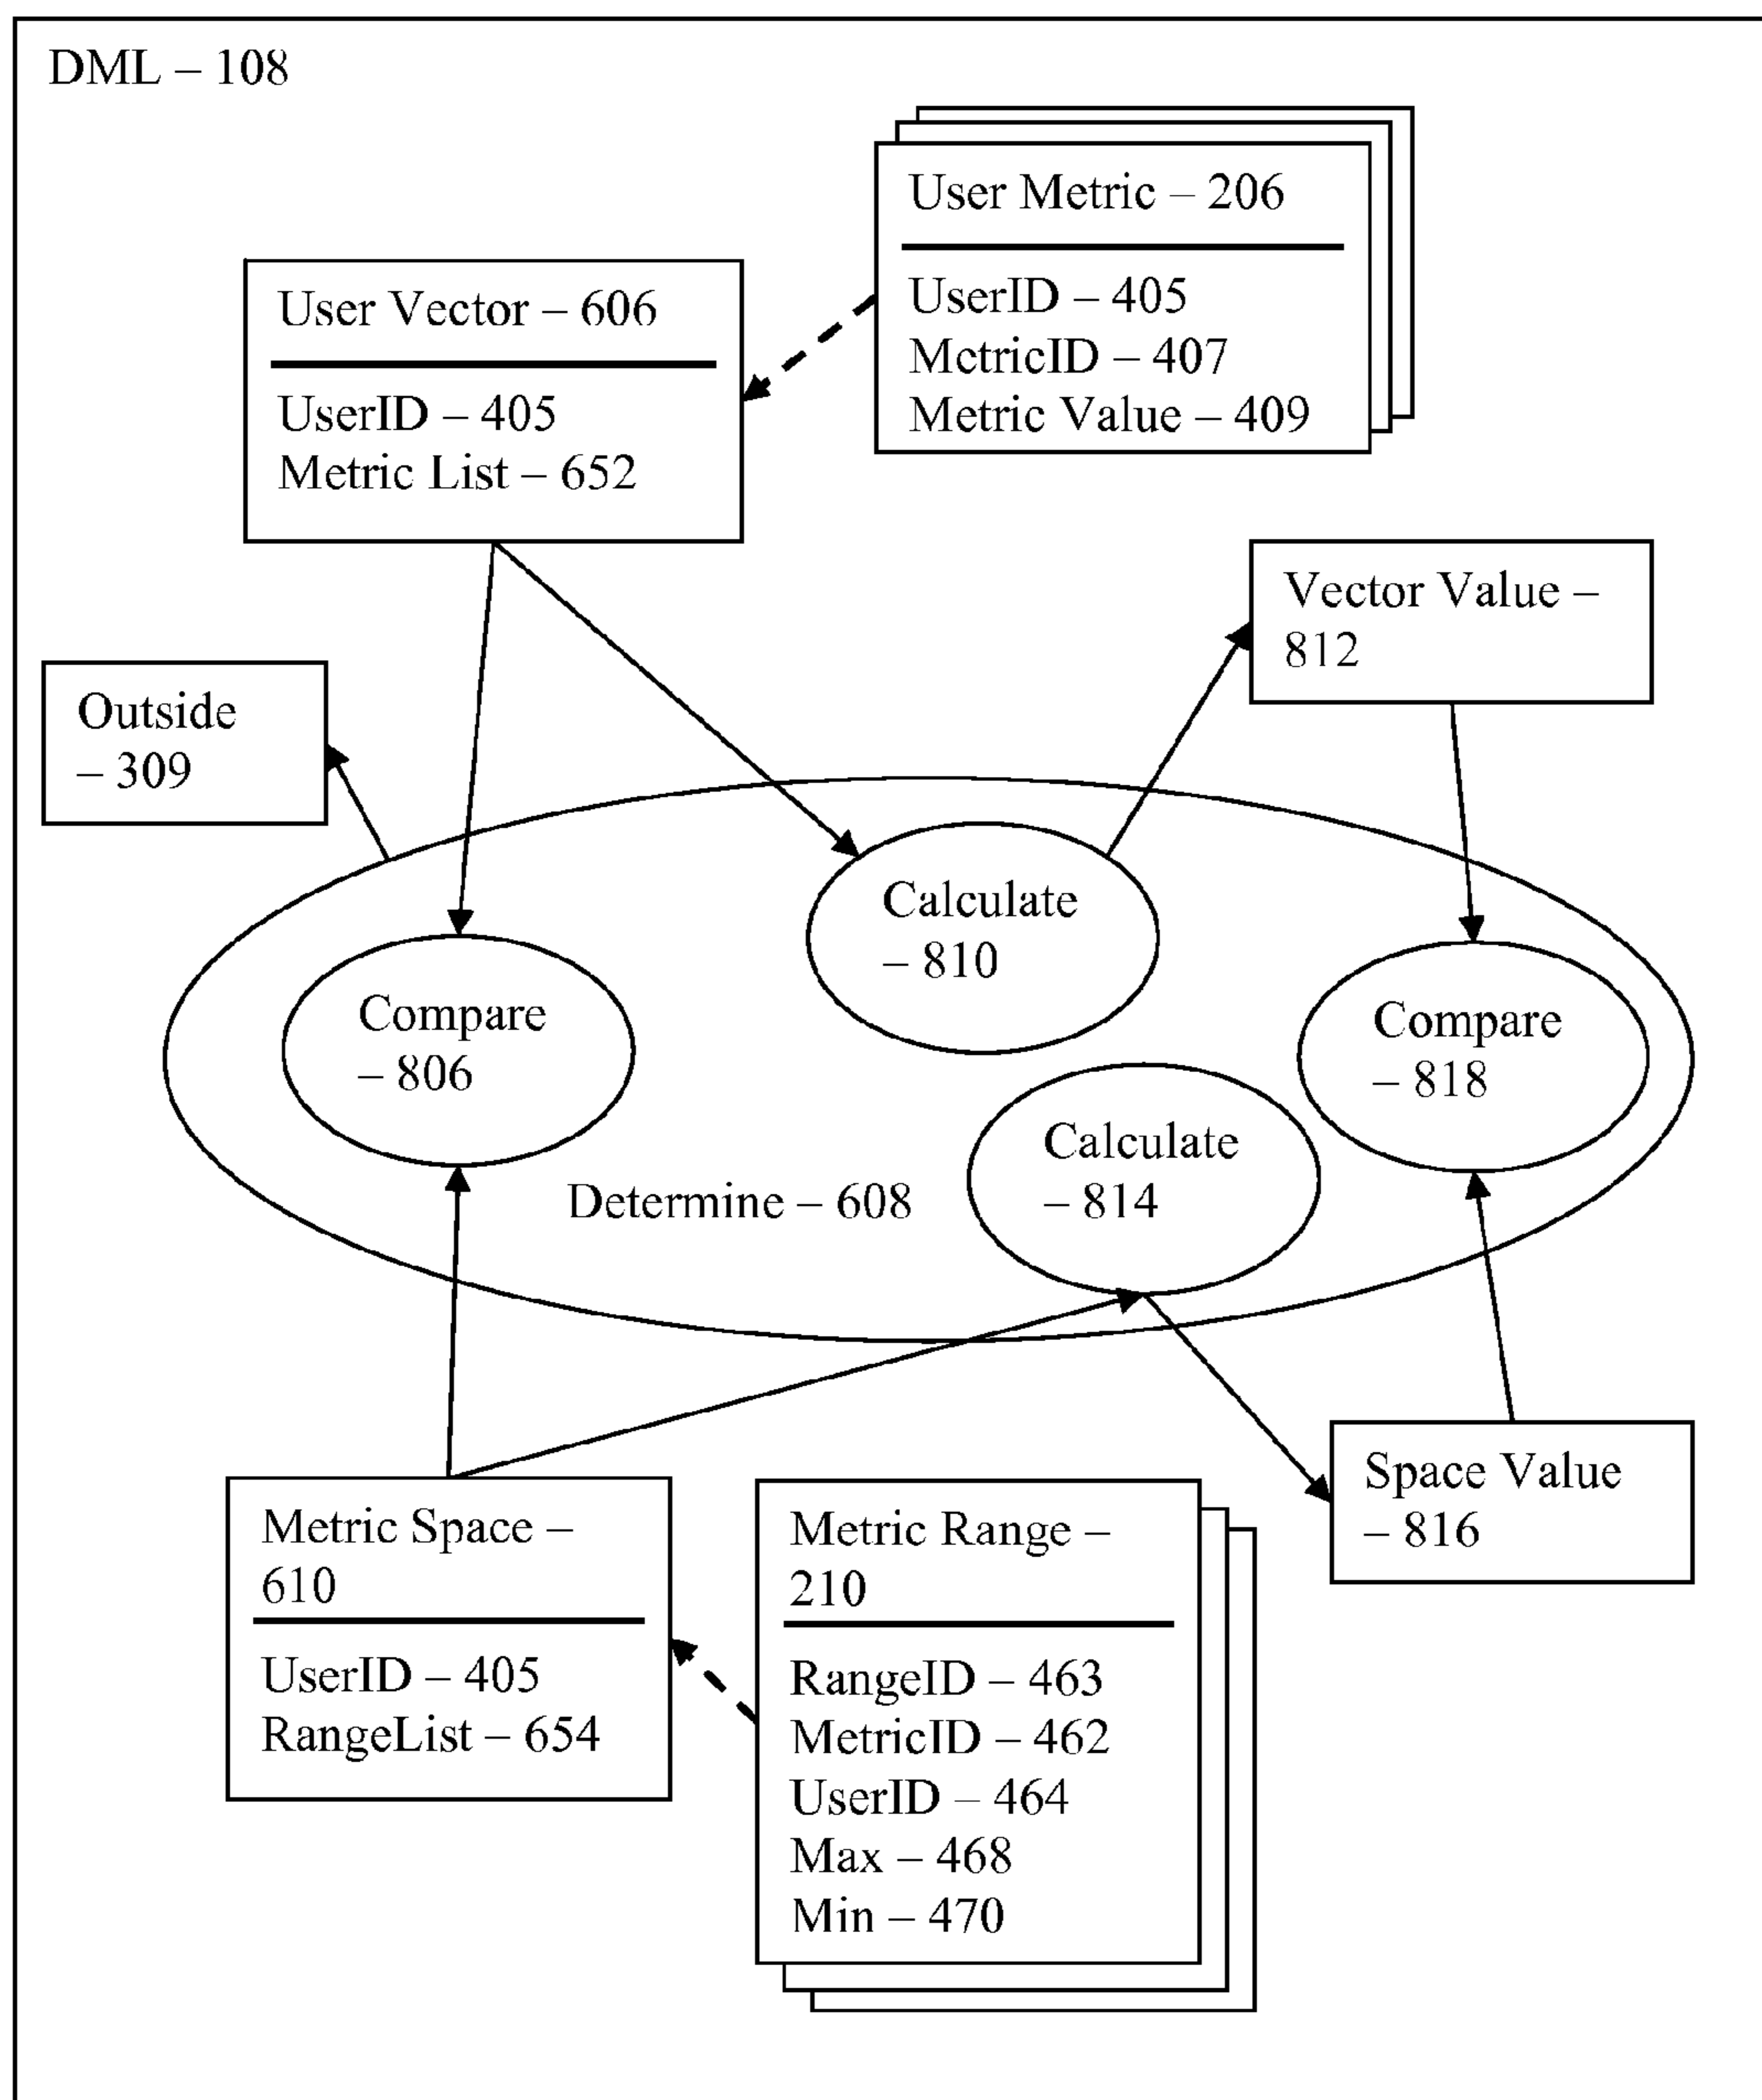 DML – 108
User Metric – 206
UserID – 405
MctricID – 407
Metric Value – 409
User Vector – 606
UserID – 405
Metric List – 652
Vector Value –
812
Outside
– 309
Calculate
– 810
Compare
– 806
Compare
– 818
Calculate
– 814
Determine – 608
Metric Space –
610
UserID – 405
RangeList – 654
Metric Range –
210
RangeID – 463
MetricID – 462
UserID – 464
Max – 468
Min – 470
Space Value
– 816